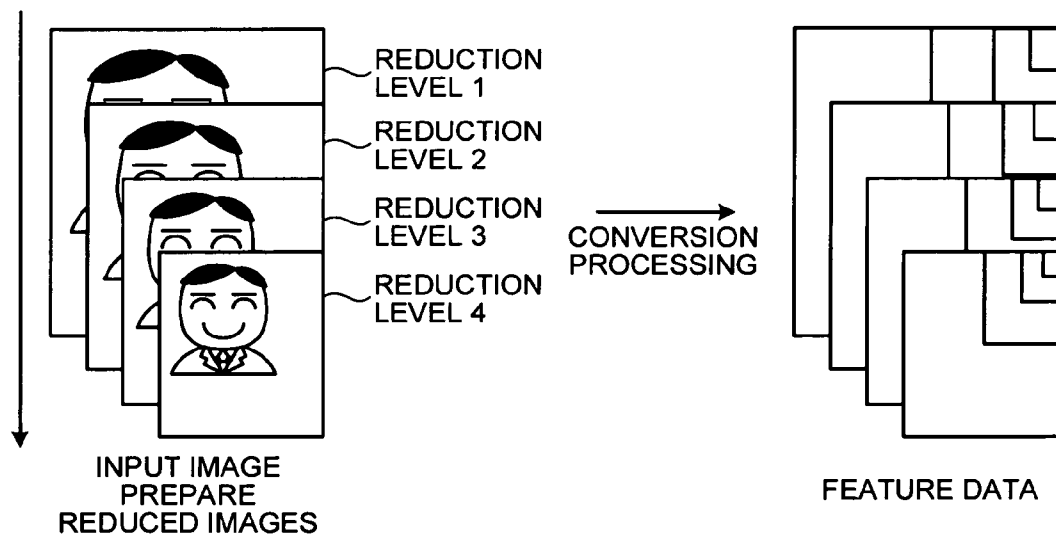 REDUCTION
LEVEL 1
REDUCTION
LEVEL 2
REDUCTION
LEVEL 3
REDUCTION
LEVEL 4
CONVERSION
PROCESSING
INPUT IMAGE
PREPARE
REDUCED IMAGES
FEATURE DATA